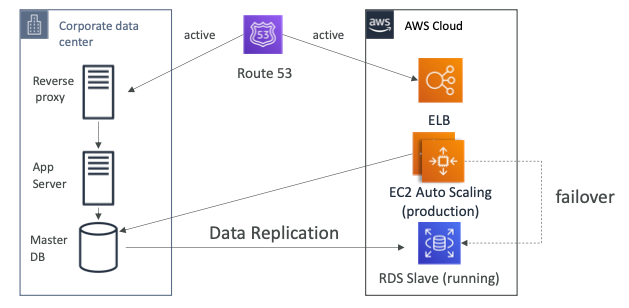 Corporate data
center
Reverse
proxy
App
Server
Master
DB
active
active
53
Route 53
aws
AWS Cloud
ELB
EC2 Auto Scaling
(production)
failover
Data Replication
RDS Slave (running)